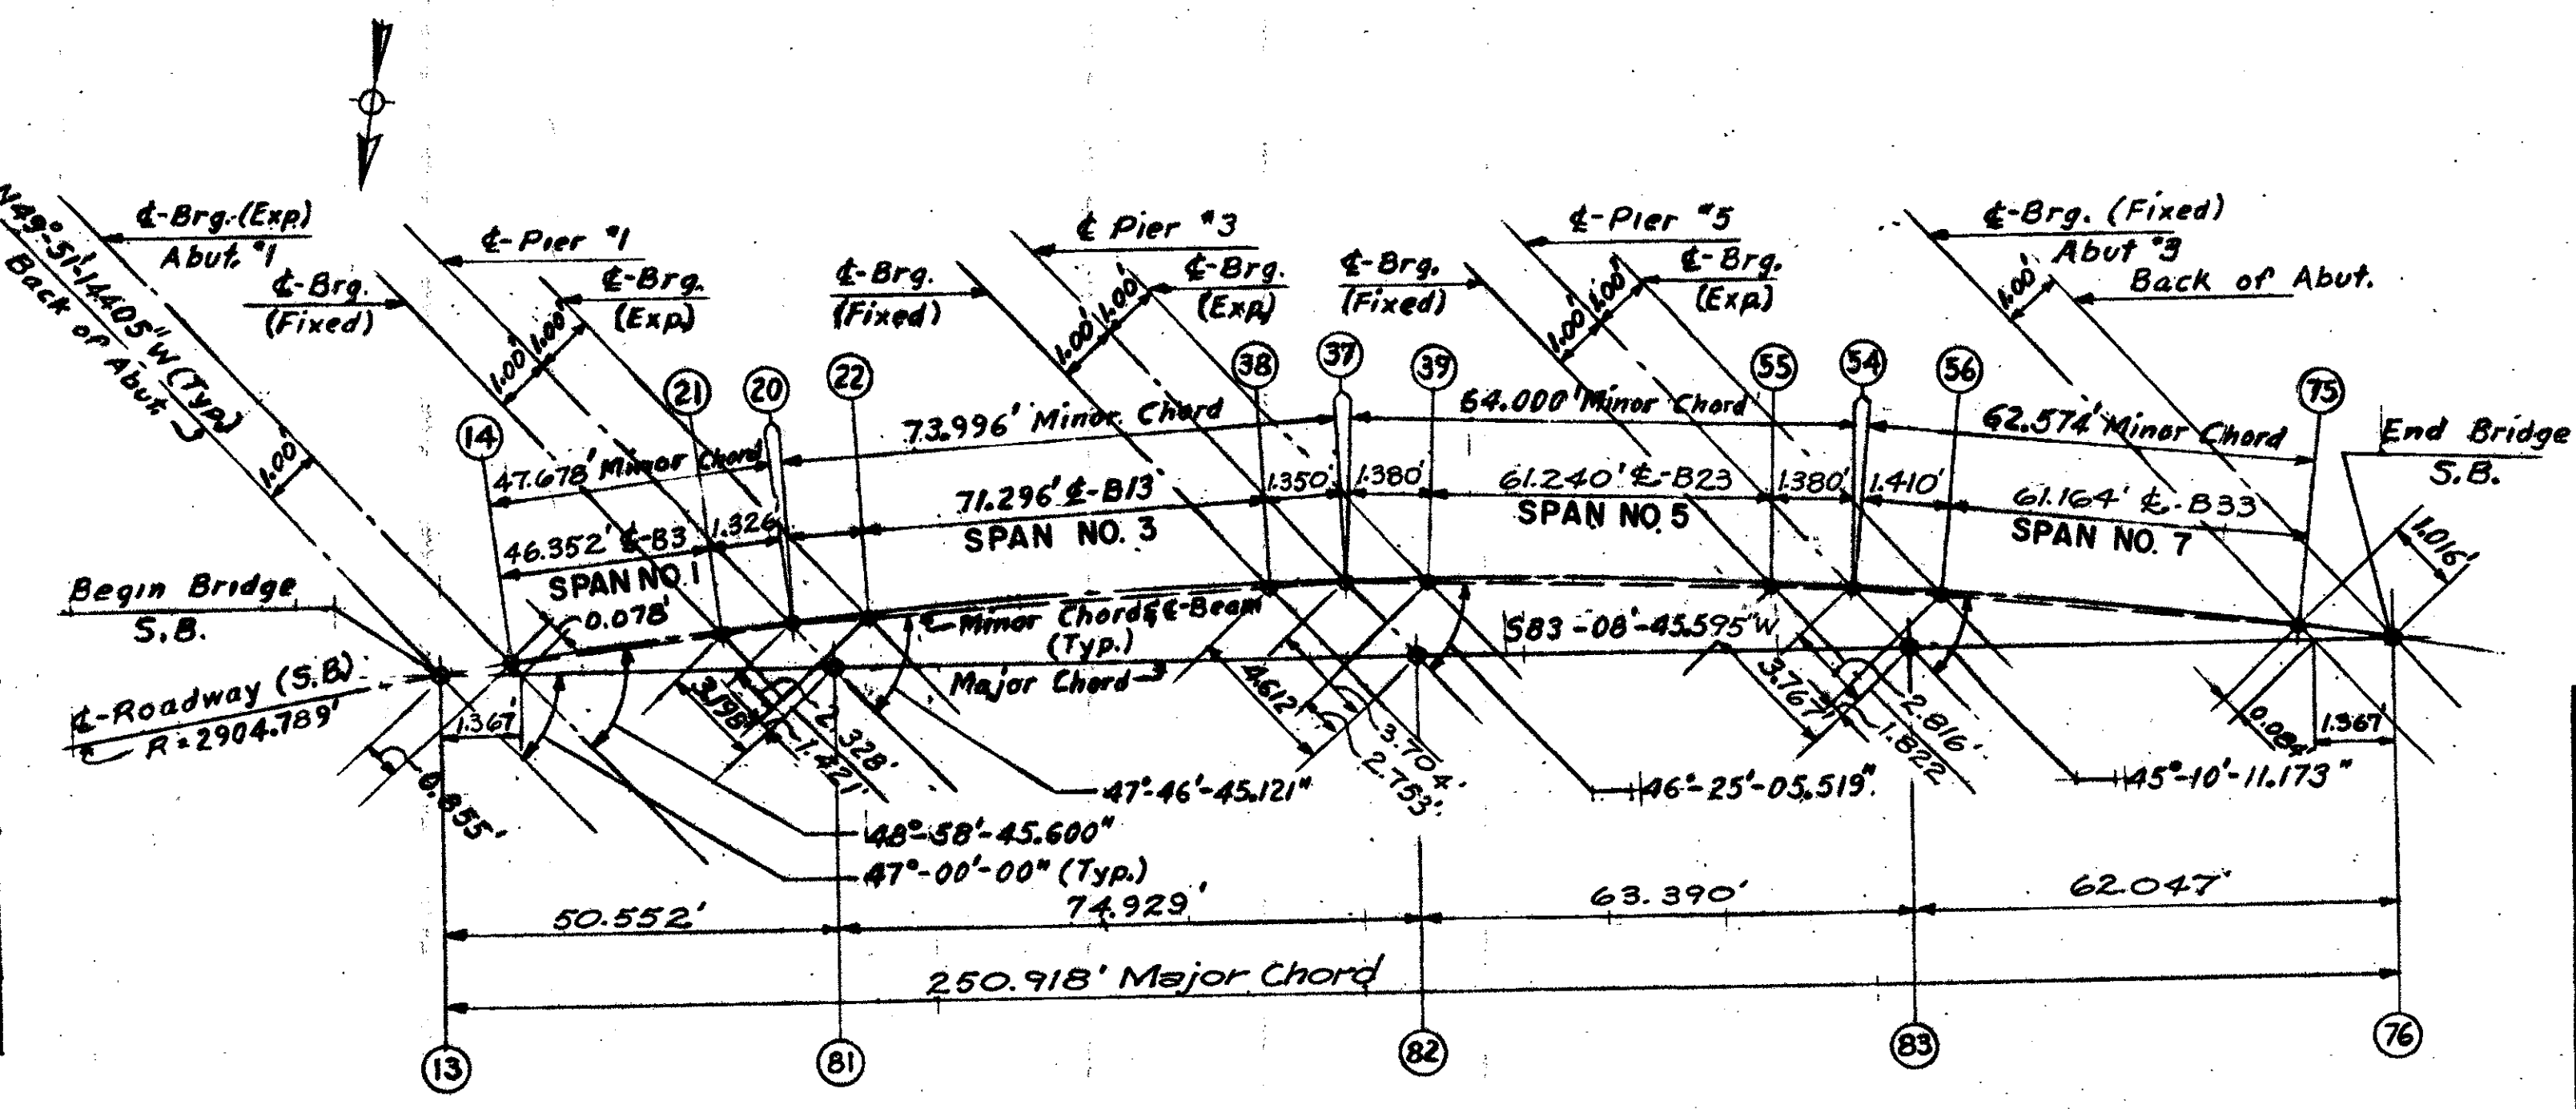 N49°-51'-14.405" W (Typ.)
Back of Abut.
℄-Brg.(Exp.)
Abut. #1
℄-Brg.
(Fixed)
℄-Pier #1
℄-Brg.
(Exp.)
℄-Brg.
(Fixed)
℄ Pier #3
℄-Brg.
(Exp.)
℄-Brg.
(Fixed)
℄-Pier #5
℄-Brg.
(Exp.)
℄-Brg. (Fixed)
Abut #3
Back of Abut.
1.00'
1.00'
1.00'
1.00'
1.00'
1.00'
1.00'
1.00'
14
21
20
22
38
37
39
55
54
56
75
47.678' Minor Chord
73.996' Minor Chord
64.000' Minor Chord
62.574' Minor Chord
46.352' ℄-B3
SPAN NO. 1
1.326'
71.296' ℄-B13
SPAN NO. 3
1.350'
1.380'
61.240' ℄-B23
SPAN NO. 5
1.380'
1.410'
61.164' ℄-B33
SPAN NO. 7
End Bridge
S.B.
1.016'
Begin Bridge
S.B.
0.078'
Minor Chord & ℄-Beam
(Typ.)
Major Chord
S83-08'-45.595"W
℄-Roadway (S.B.)
R=2904.789'
1.367'
0.855'
3.198'
2.328'
1.421'
4.612'
3.704'
2.753'
3.767'
2.816'
1.822
0.084'
1.367'
47°-46'-45.121"
48°-58'-45.600"
47°-00'-00" (Typ.)
46°-25'-05.519"
45°-10'-11.173"
50.552'
74.929'
63.390'
62.047'
250.918' Major Chord
13
81
82
83
76